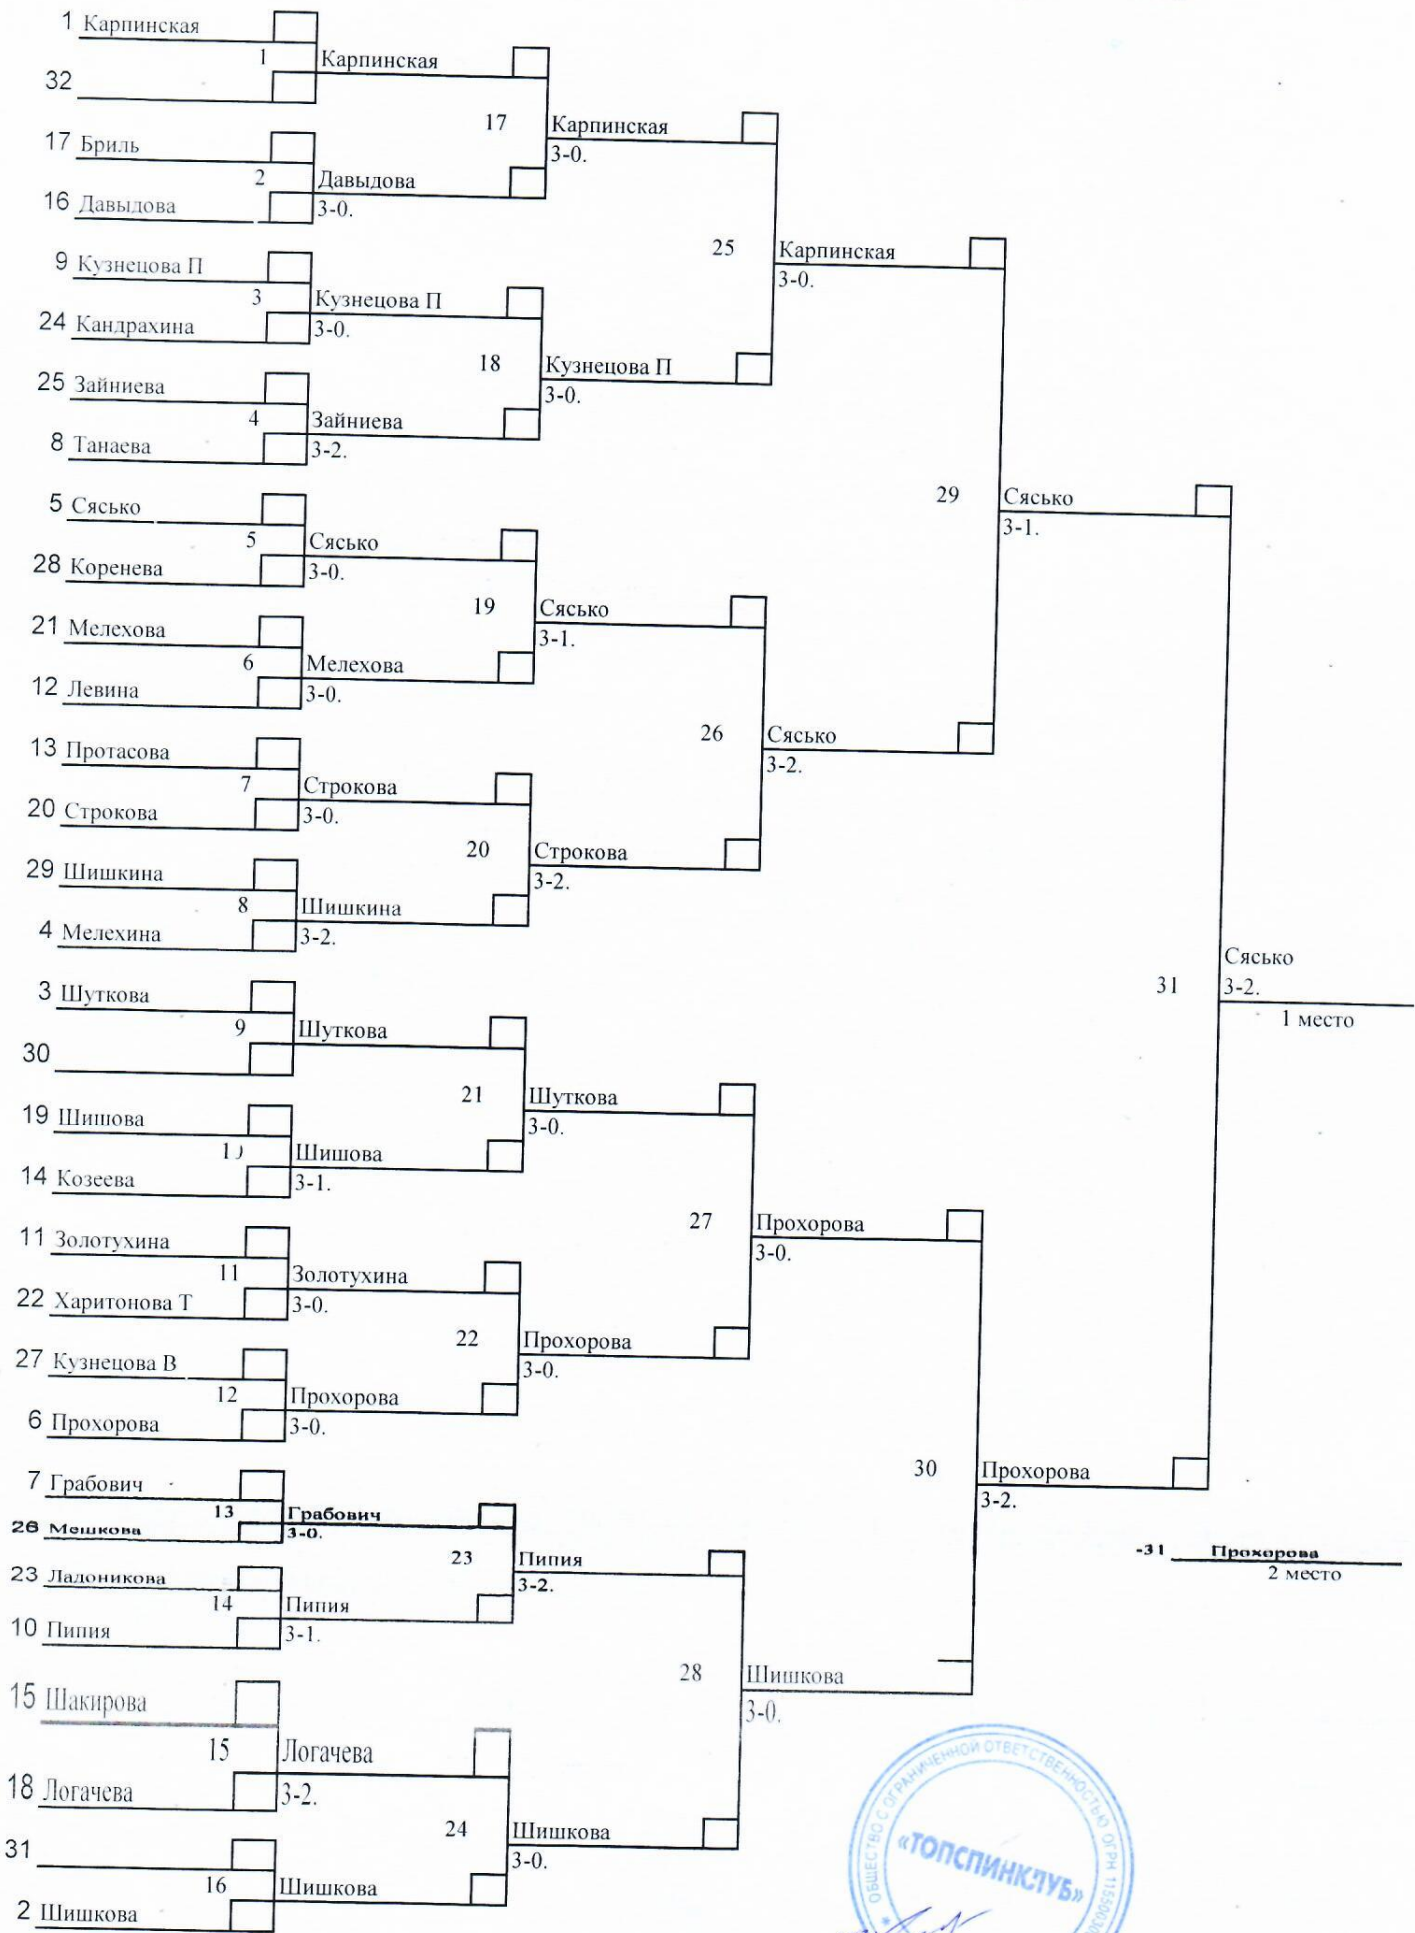 1 Карпинская
1 Карпинская
32
17 Карпинская
3-0.
17 Бриль
2 Давыдова
3-0.
16 Давыдова
25 Карпинская
3-0.
9 Кузнецова П
3 Кузнецова П
3-0.
24 Кандрахина
18 Кузнецова П
3-0.
25 Зайниева
4 Зайниева
3-2.
8 Танаева
29 Сясько
3-1.
5 Сясько
5 Сясько
3-0.
28 Коренева
19 Сясько
3-1.
21 Мелехова
6 Мелехова
3-0.
12 Левина
26 Сясько
3-2.
13 Протасова
7 Строкова
3-0.
20 Строкова
20 Строкова
3-2.
29 Шишкина
8 Шишкина
3-2.
4 Мелехина
31 Сясько
3-2.
1 место
3 Шуткова
9 Шуткова
30
21 Шуткова
3-0.
19 Шишова
Шишова
3-1.
14 Козеева
27 Прохорова
3-0.
11 Золотухина
11 Золотухина
3-0.
22 Харитонова Т
22 Прохорова
3-0.
27 Кузнецова В
12 Прохорова
3-0.
6 Прохорова
30 Прохорова
3-2.
7 Грабович
13 Грабович
3-0.
26 Мешкова
23 Пипия
3-2.
-31 Прохорова
2 место
23 Ладоникова
14 Пипия
3-1.
10 Пипия
28 Шишкова
3-0.
15 Шакирова
15 Логачева
3-2.
18 Логачева
24 Шишкова
3-0.
31
16 Шишкова
2 Шишкова
ОБЩЕСТВО С ОГРАНИЧЕННОЙ ОТВЕТСТВЕННОСТЬЮ ОГРН
«ТОПСПИНКЛУБ»